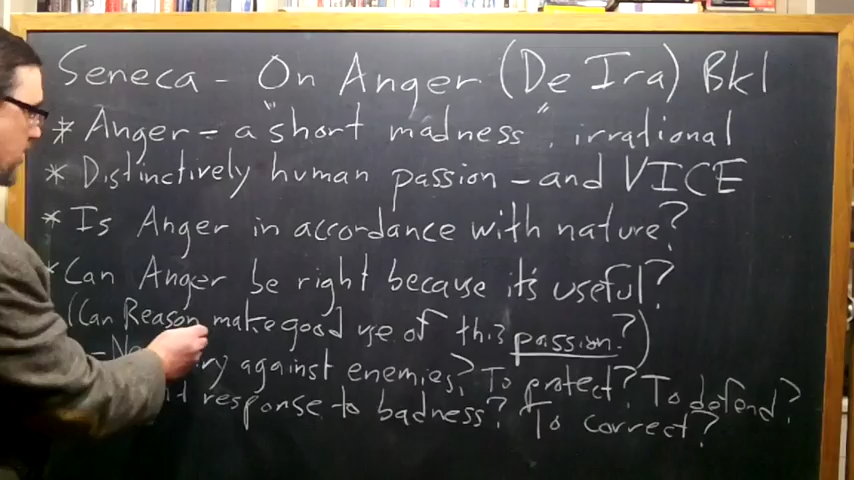 Seneca - On Anger (De Ira) Bk I
* Anger = a "short madness", irrational
* Distinctively human passion - and VICE
* Is Anger in accordance with nature?
* Can Anger be right because it's useful?
(Can Reason make good use of this passion?)
- against enemies? To protect? To defend?
response to badness? To correct?